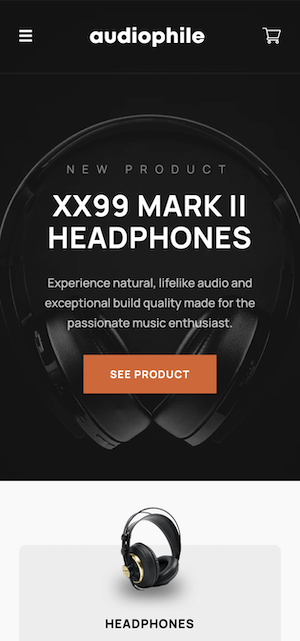 audiophile
NEW PRODUCT
XX99 MARK II
HEADPHONES
Experience natural, lifelike audio and
exceptional build quality made for the
passionate music enthusiast.
SEE PRODUCT
HEADPHONES